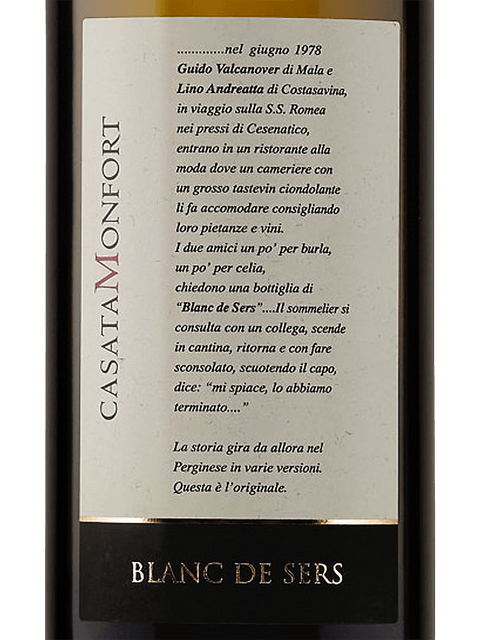 .............nel giugno 1978
Guido Valcanover di Mala e
Lino Andreatta di Costasavina,
in viaggio sulla S.S. Romea
nei pressi di Cesenatico,
entrano in un ristorante alla
moda dove un cameriere con
un grosso tastevin ciondolante
li fa accomodare consigliando
loro pietanze e vini.
I due amici un po' per burla,
un po' per celia,
chiedono una bottiglia di
“Blanc de Sers”....Il sommelier si
consulta con un collega, scende
in cantina, ritorna e con fare
sconsolato, scuotendo il capo,
dice: “mi spiace, lo abbiamo
terminato....”
La storia gira da allora nel
Perginese in varie versioni.
Questa è l'originale.
CASATAMONFORT
BLANC DE SERS